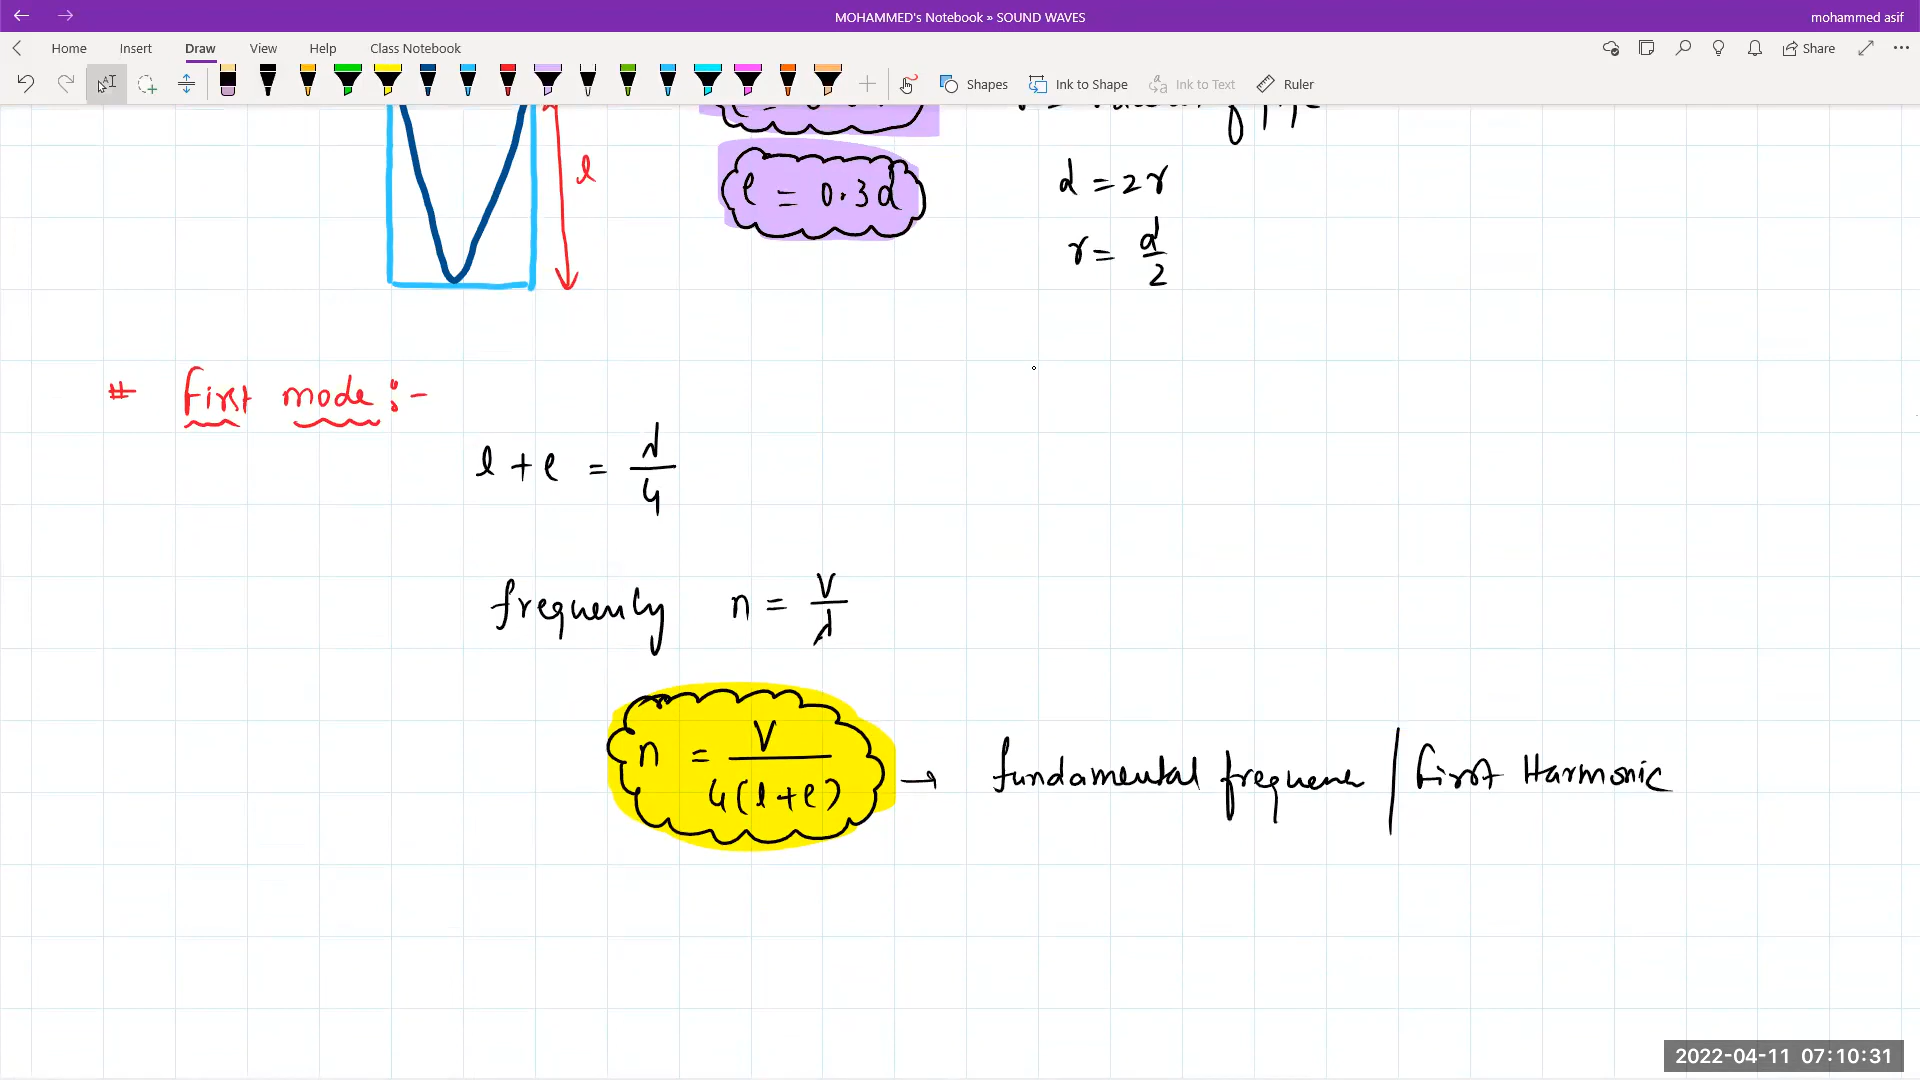 MOHAMMED's Notebook » SOUND WAVES
mohammed asif
Home Insert Draw View Help Class Notebook
Share
Shapes Ink to Shape Ink to Text Ruler
l
e = 0.3d
d = 2r
r = d/2
# First mode :-
l + e = λ/4
frequency n = V/λ
n = V/4(l+e) → fundamental frequenc / First Harmonic
2022-04-11 07:10:31